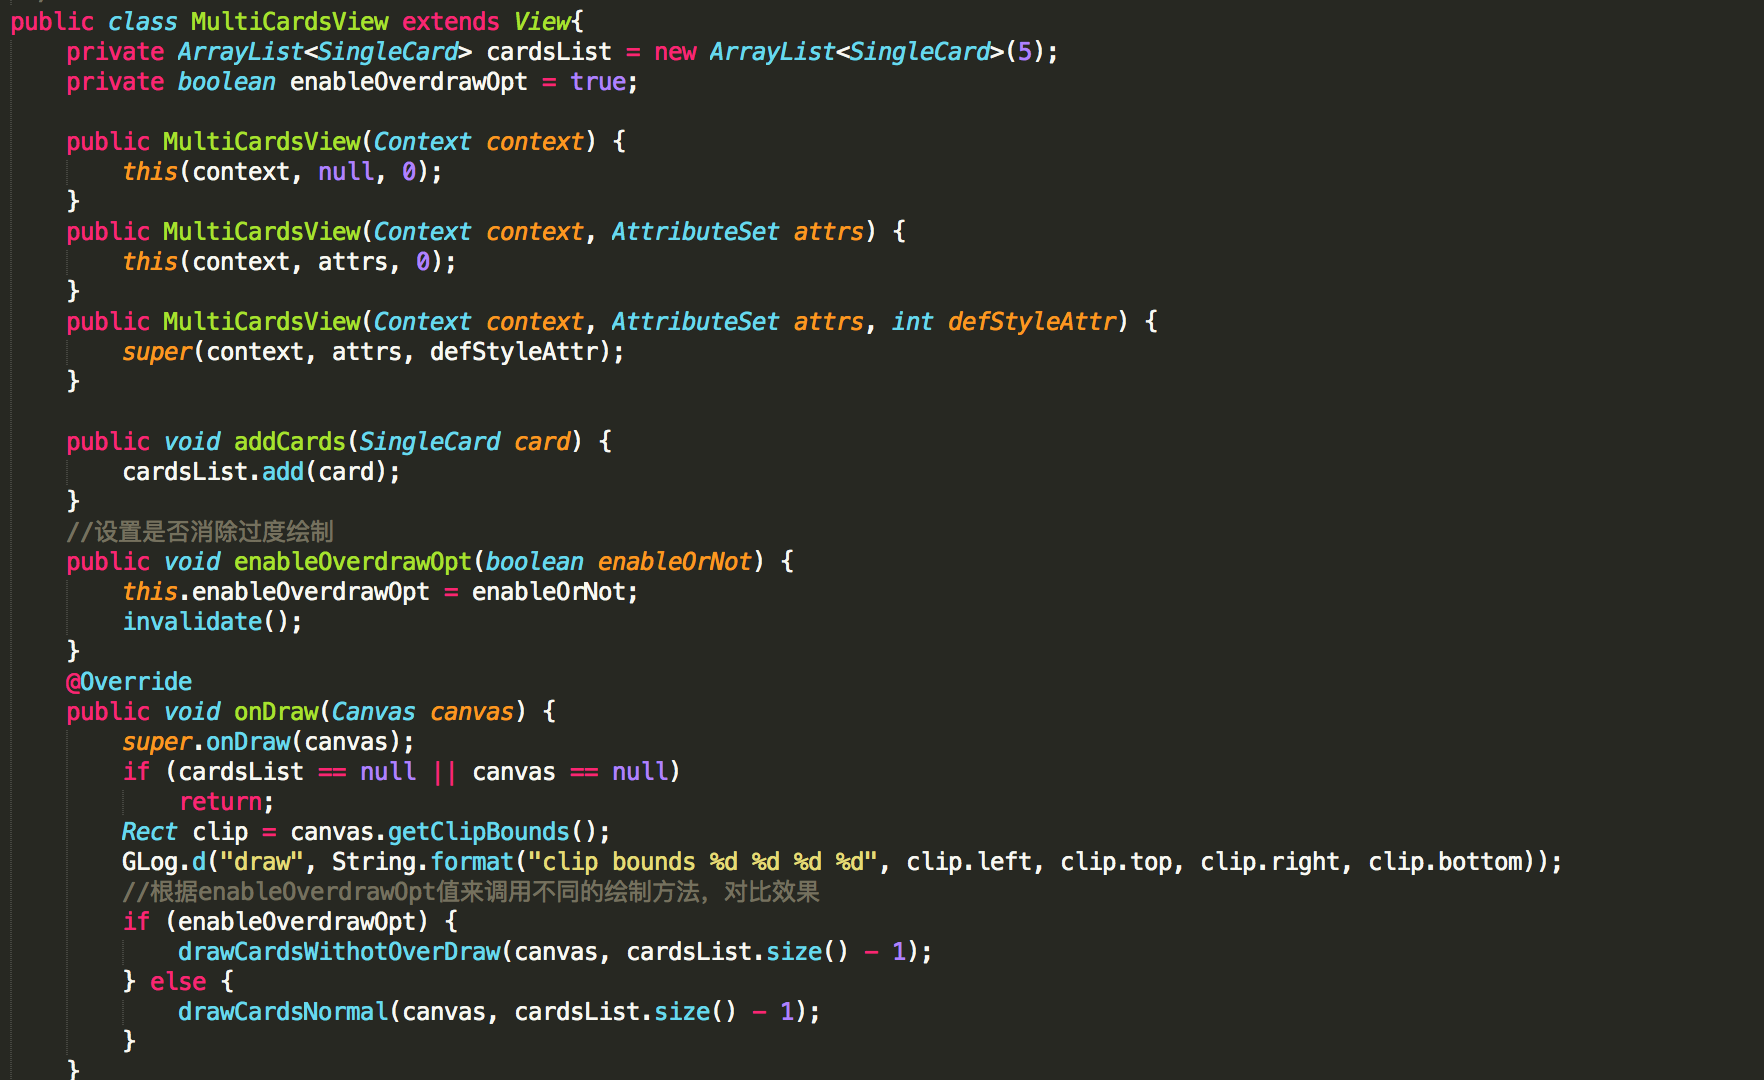 public class MultiCardsView extends View{
    private ArrayList<SingleCard> cardsList = new ArrayList<SingleCard>(5);
    private boolean enableOverdrawOpt = true;

    public MultiCardsView(Context context) {
        this(context, null, 0);
    }
    public MultiCardsView(Context context, AttributeSet attrs) {
        this(context, attrs, 0);
    }
    public MultiCardsView(Context context, AttributeSet attrs, int defStyleAttr) {
        super(context, attrs, defStyleAttr);
    }

    public void addCards(SingleCard card) {
        cardsList.add(card);
    }
    //设置是否消除过度绘制
    public void enableOverdrawOpt(boolean enableOrNot) {
        this.enableOverdrawOpt = enableOrNot;
        invalidate();
    }
    @Override
    public void onDraw(Canvas canvas) {
        super.onDraw(canvas);
        if (cardsList == null || canvas == null)
            return;
        Rect clip = canvas.getClipBounds();
        GLog.d("draw", String.format("clip bounds %d %d %d %d", clip.left, clip.top, clip.right, clip.bottom));
        //根据enableOverdrawOpt值来调用不同的绘制方法，对比效果
        if (enableOverdrawOpt) {
            drawCardsWithotOverDraw(canvas, cardsList.size() - 1);
        } else {
            drawCardsNormal(canvas, cardsList.size() - 1);
        }
    }